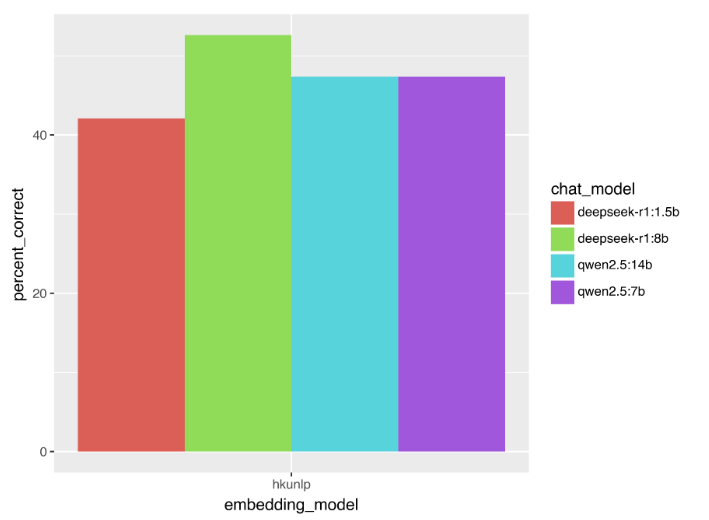 percent_correct
40
20
0
hkunlp
embedding_model
chat_model
deepseek-r1:1.5b
deepseek-r1:8b
qwen2.5:14b
qwen2.5:7b